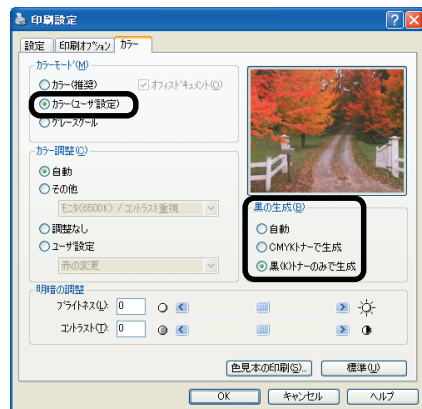 印刷設定
設定 印刷オプション カラー
カラーモード(M)
カラー(推奨) オフィスドキュメント(O)
カラー(ユーザ設定)
グレースケール
カラー調整(C)
自動
その他
モニタ(6500K) / コントラスト重視
調整なし
ユーザ設定
赤の変更
黒の生成(B)
自動
CMYKトナーで生成
黒(K)トナーのみで生成
明暗の調整
ブライトネス(L): 0
コントラスト(T): 0
色見本の印刷(S)... 標準(U)
OK キャンセル ヘルプ